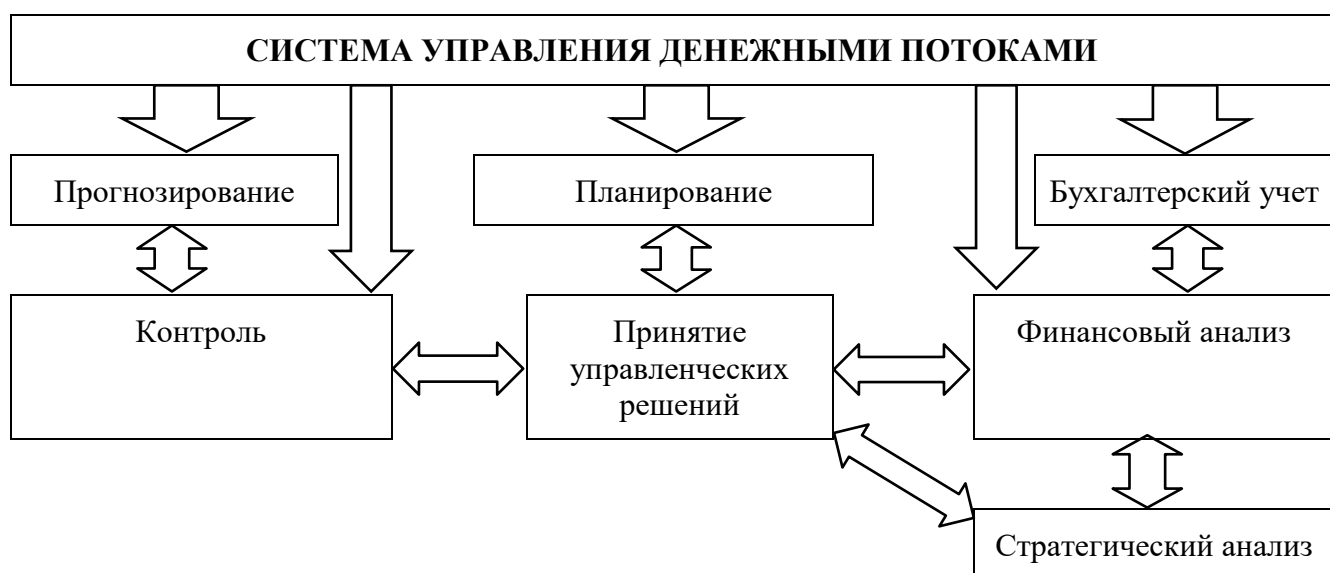 СИСТЕМА УПРАВЛЕНИЯ ДЕНЕЖНЫМИ ПОТОКАМИ
Прогнозирование
Планирование
Бухгалтерский учет
Контроль
Принятие
управленческих
решений
Финансовый анализ
Стратегический анализ